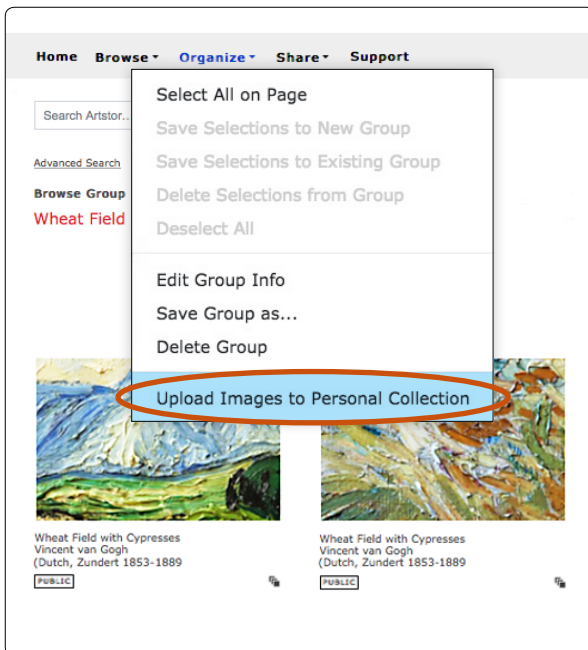 Home Browse Organize Share Support
Select All on Page
Search Artstor...
Save Selections to New Group
Advanced Search
Save Selections to Existing Group
Browse Group
Delete Selections from Group
Wheat Field
Deselect All
Edit Group Info
Save Group as...
Delete Group
Upload Images to Personal Collection
Wheat Field with Cypresses
Vincent van Gogh
(Dutch, Zundert 1853-1889
PUBLIC
Wheat Field with Cypresses
Vincent van Gogh
(Dutch, Zundert 1853-1889
PUBLIC